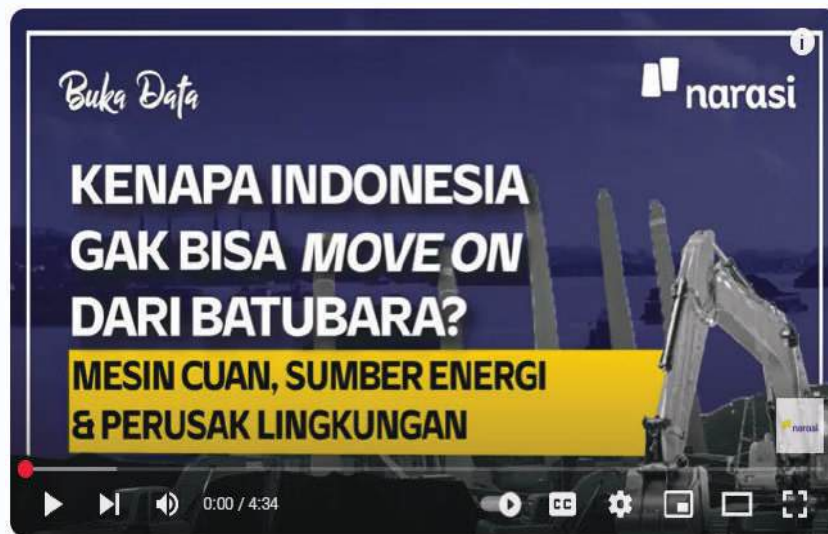 i
Buka Data
narasi
KENAPA INDONESIA
GAK BISA MOVE ON
DARI BATUBARA?
MESIN CUAN, SUMBER ENERGI
& PERUSAK LINGKUNGAN
narasi
0:00 / 4:34
CC